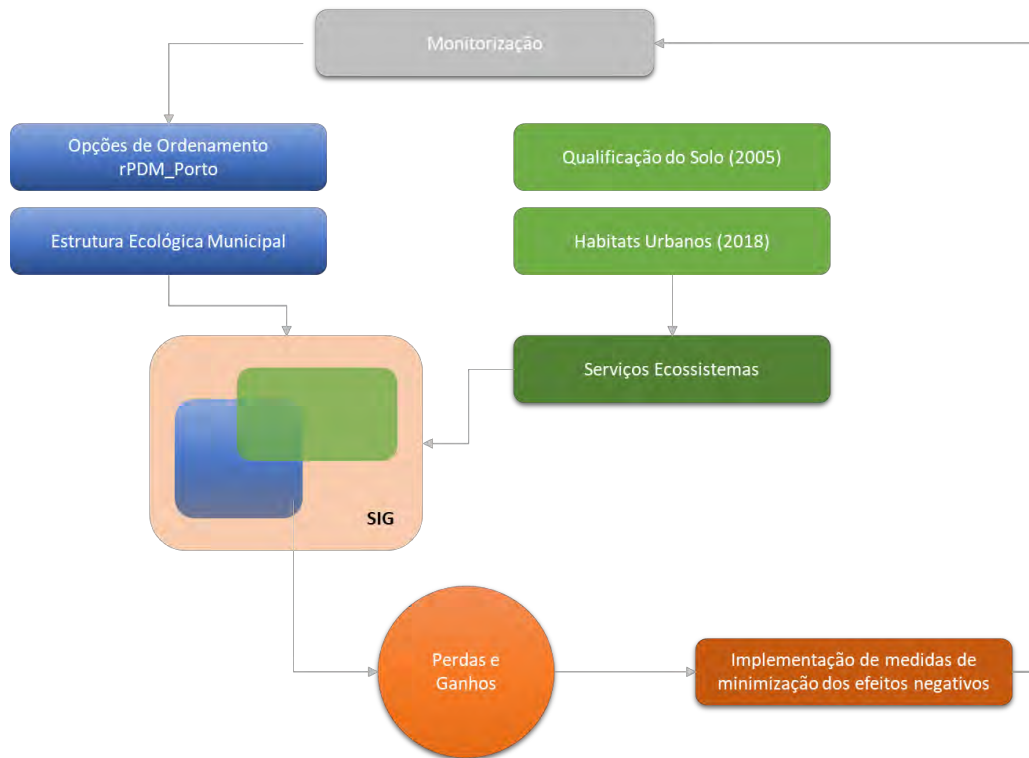 Monitorização
Opções de Ordenamento
rPDM_Porto
Qualificação do Solo (2005)
Estrutura Ecológica Municipal
Habitats Urbanos (2018)
Serviços Ecossistemas
SIG
Perdas e
Ganhos
Implementação de medidas de
minimização dos efeitos negativos